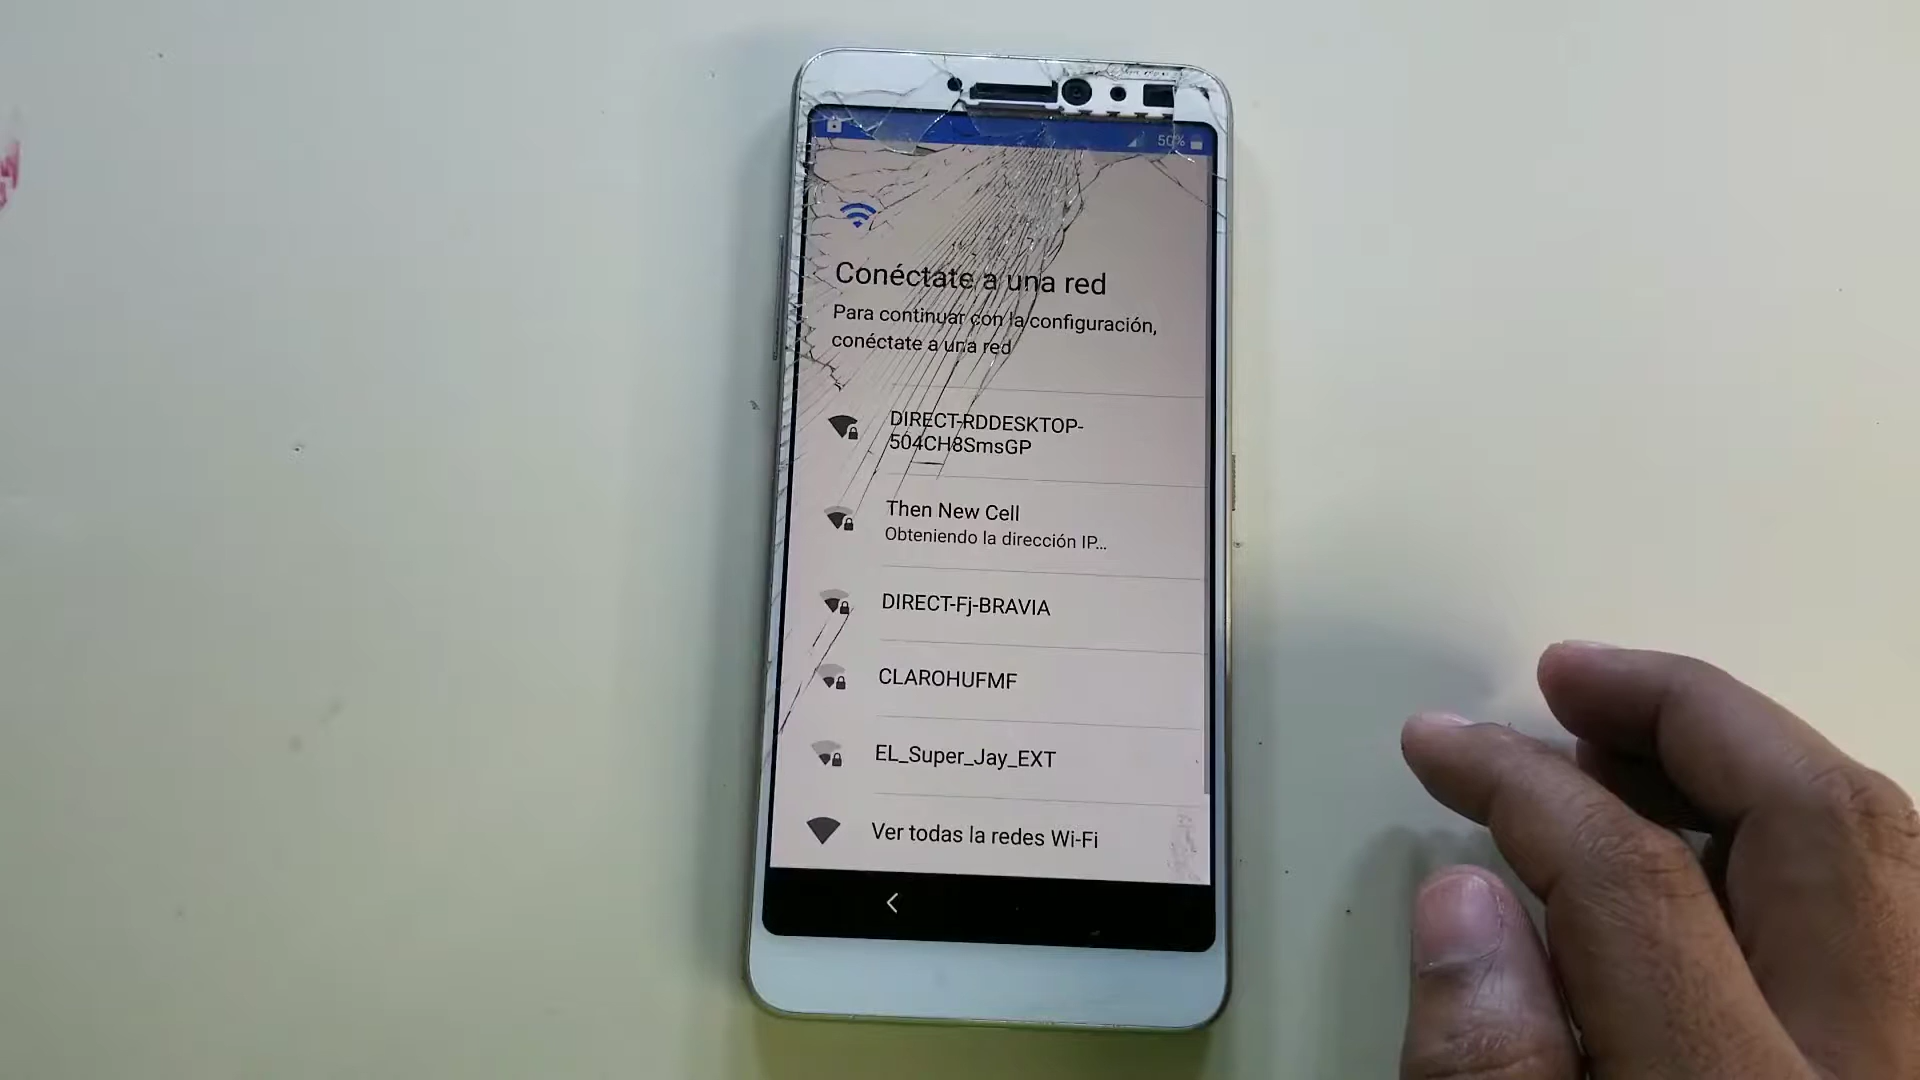 50%
Conéctate a una red
Para continuar con la configuración,
conéctate a una red
DIRECT-RDDESKTOP-
504CH8SmsGP
Then New Cell
Obteniendo la dirección IP...
DIRECT-Fj-BRAVIA
CLAROHUFMF
EL_Super_Jay_EXT
Ver todas la redes Wi-Fi